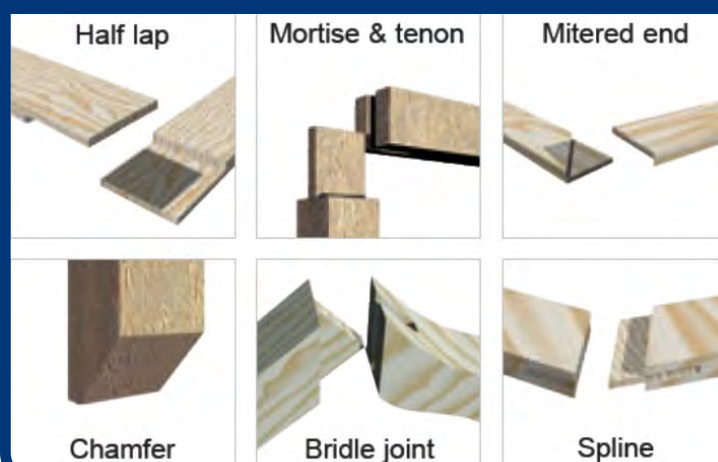 Half lap
Mortise & tenon
Mitered end
Chamfer
Bridle joint
Spline